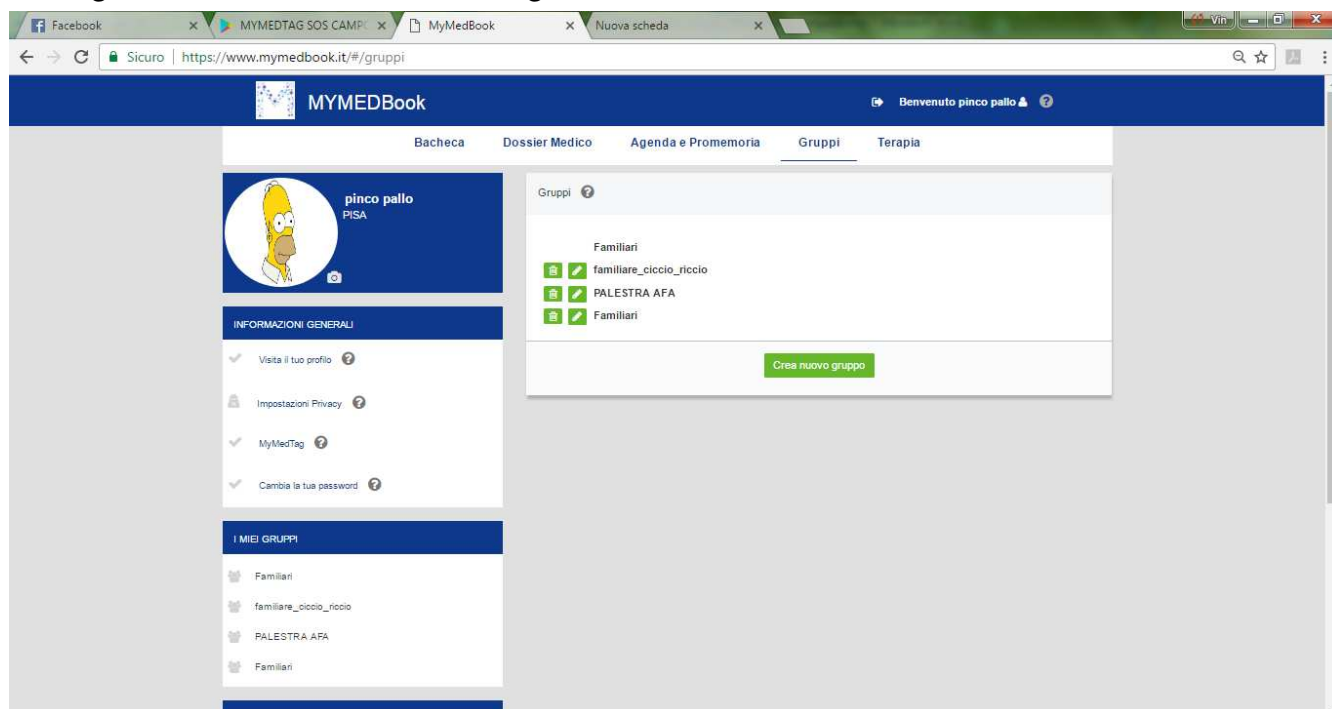 Facebook
MYMEDTAG SOS CAMP
MyMedBook
Nuova scheda
Vin
Sicuro | https://www.mymedbook.it/#/gruppi
MYMEDBook
Benvenuto pinco pallo
Bacheca Dossier Medico Agenda e Promemoria Gruppi Terapia
pinco pallo
PISA
INFORMAZIONI GENERALI
Visita il tuo profilo
Impostazioni Privacy
MyMedTag
Cambia la tua password
I MIEI GRUPPI
Familiari
familiare_ciccio_riccio
PALESTRA AFA
Familiari
Gruppi
Familiari
familiare_ciccio_riccio
PALESTRA AFA
Familiari
Crea nuovo gruppo